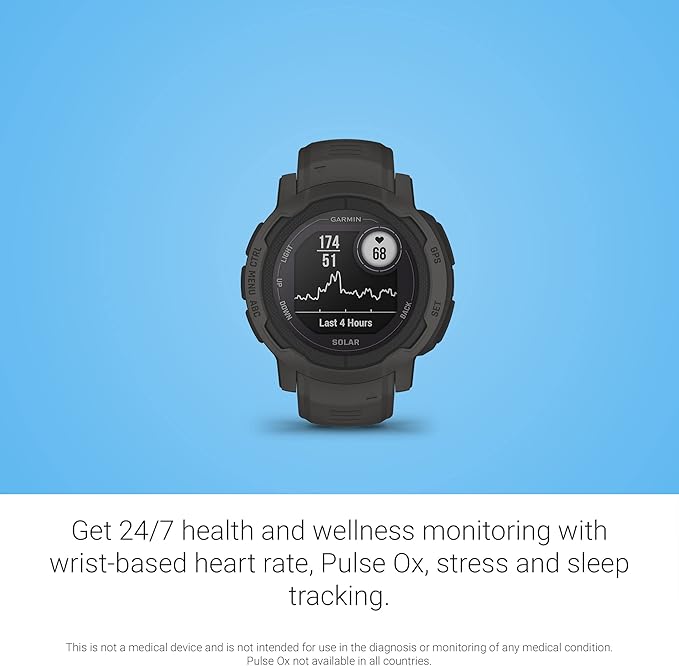 GARMIN
174
51
68
LIGHT
UP
DOWN
CTRL
MENU
ABC
GPS
SET
BACK
Last 4 Hours
SOLAR
Get 24/7 health and wellness monitoring with
wrist-based heart rate, Pulse Ox, stress and sleep
tracking.
This is not a medical device and is not intended for use in the diagnosis or monitoring of any medical condition.
Pulse Ox not available in all countries.